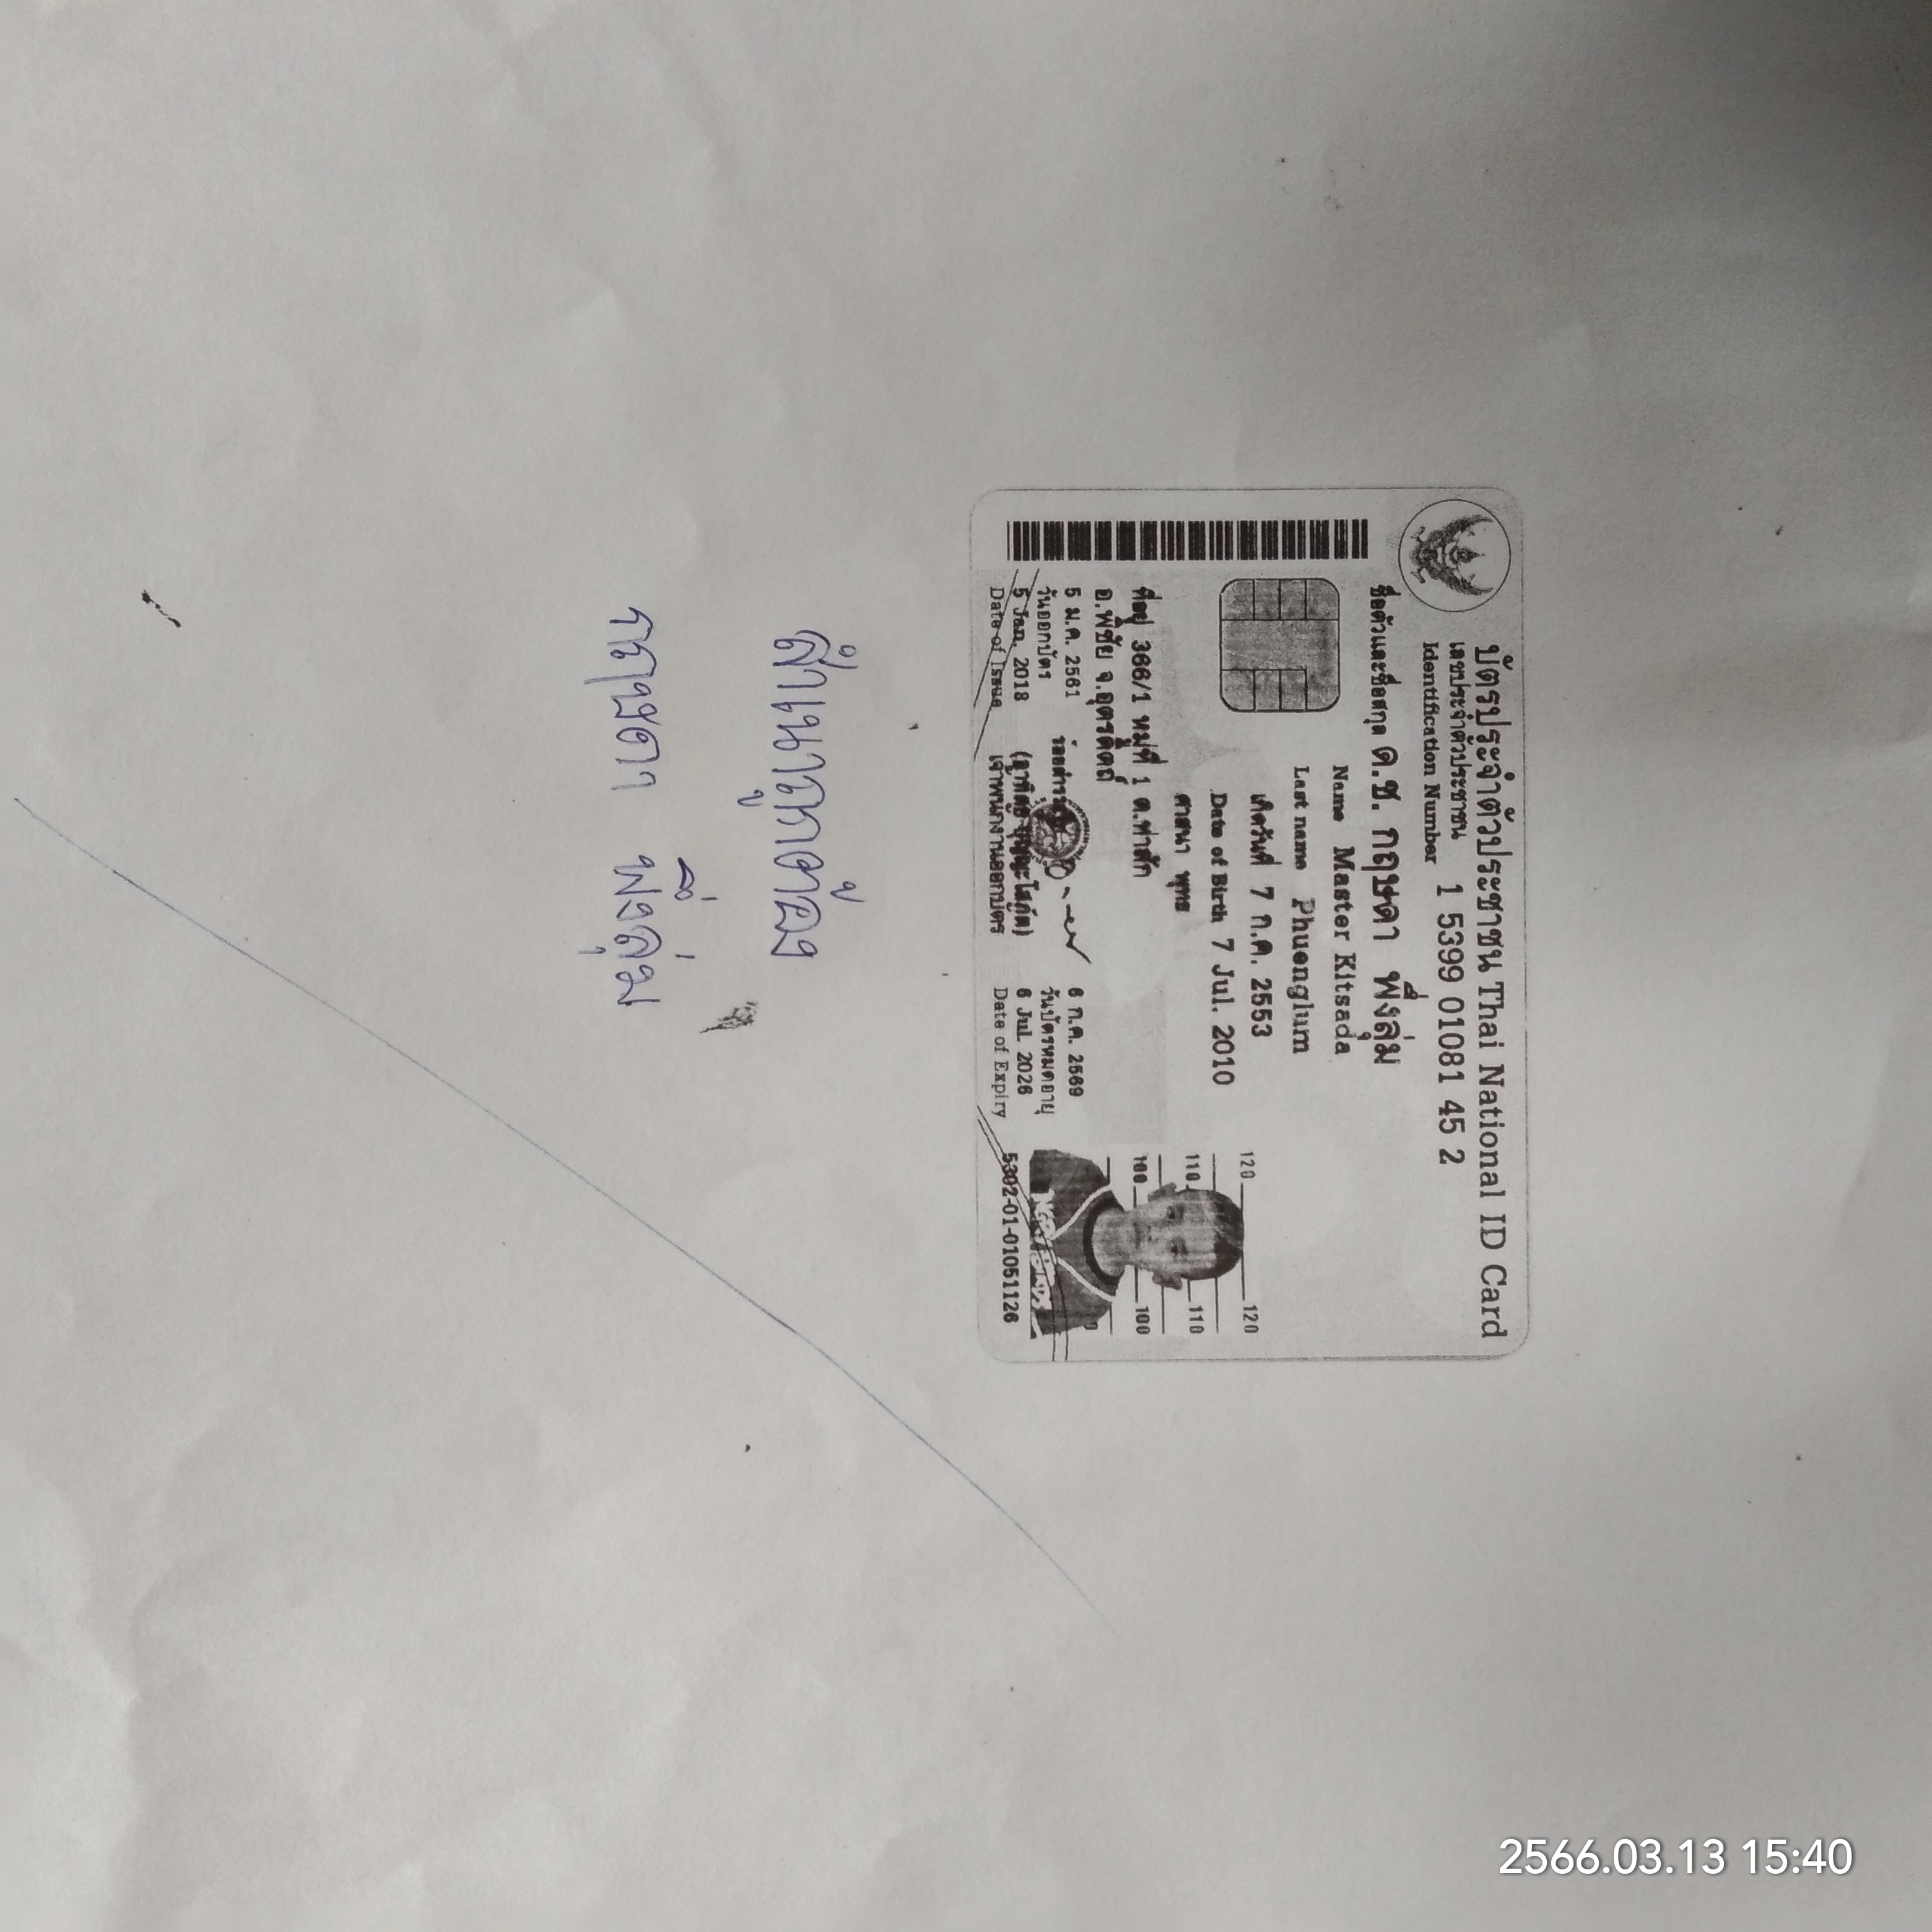 บัตรประจำตัวประชาชน Thai National ID Card
เลขประจำตัวประชาชน
Identification Number
1 5399 01081 45 2
ชื่อตัวและชื่อสกุล ด.ช. กฤษดา พึ่งลุ่ม
Name Master Kitsada
Last name Phuenglum
เกิดวันที่ 7 ก.ค. 2553
Date of Birth 7 Jul. 2010
ศาสนา พุทธ
ที่อยู่ 366/1 หมู่ที่ 1 ต.ท่าสัก
อ.พิชัย จ.อุตรดิตถ์
5 ม.ค. 2561
วันออกบัตร
5 Jan. 2018
Date of Issue
เจ้าพนักงานออกบัตร
6 ก.ค. 2569
วันบัตรหมดอายุ
6 Jul. 2026
Date of Expiry
120 120
110 110
100 100
5302-01-01051126
สำเนาถูกต้อง
กฤษดา พึ่งลุ่ม
2566.03.13 15:40